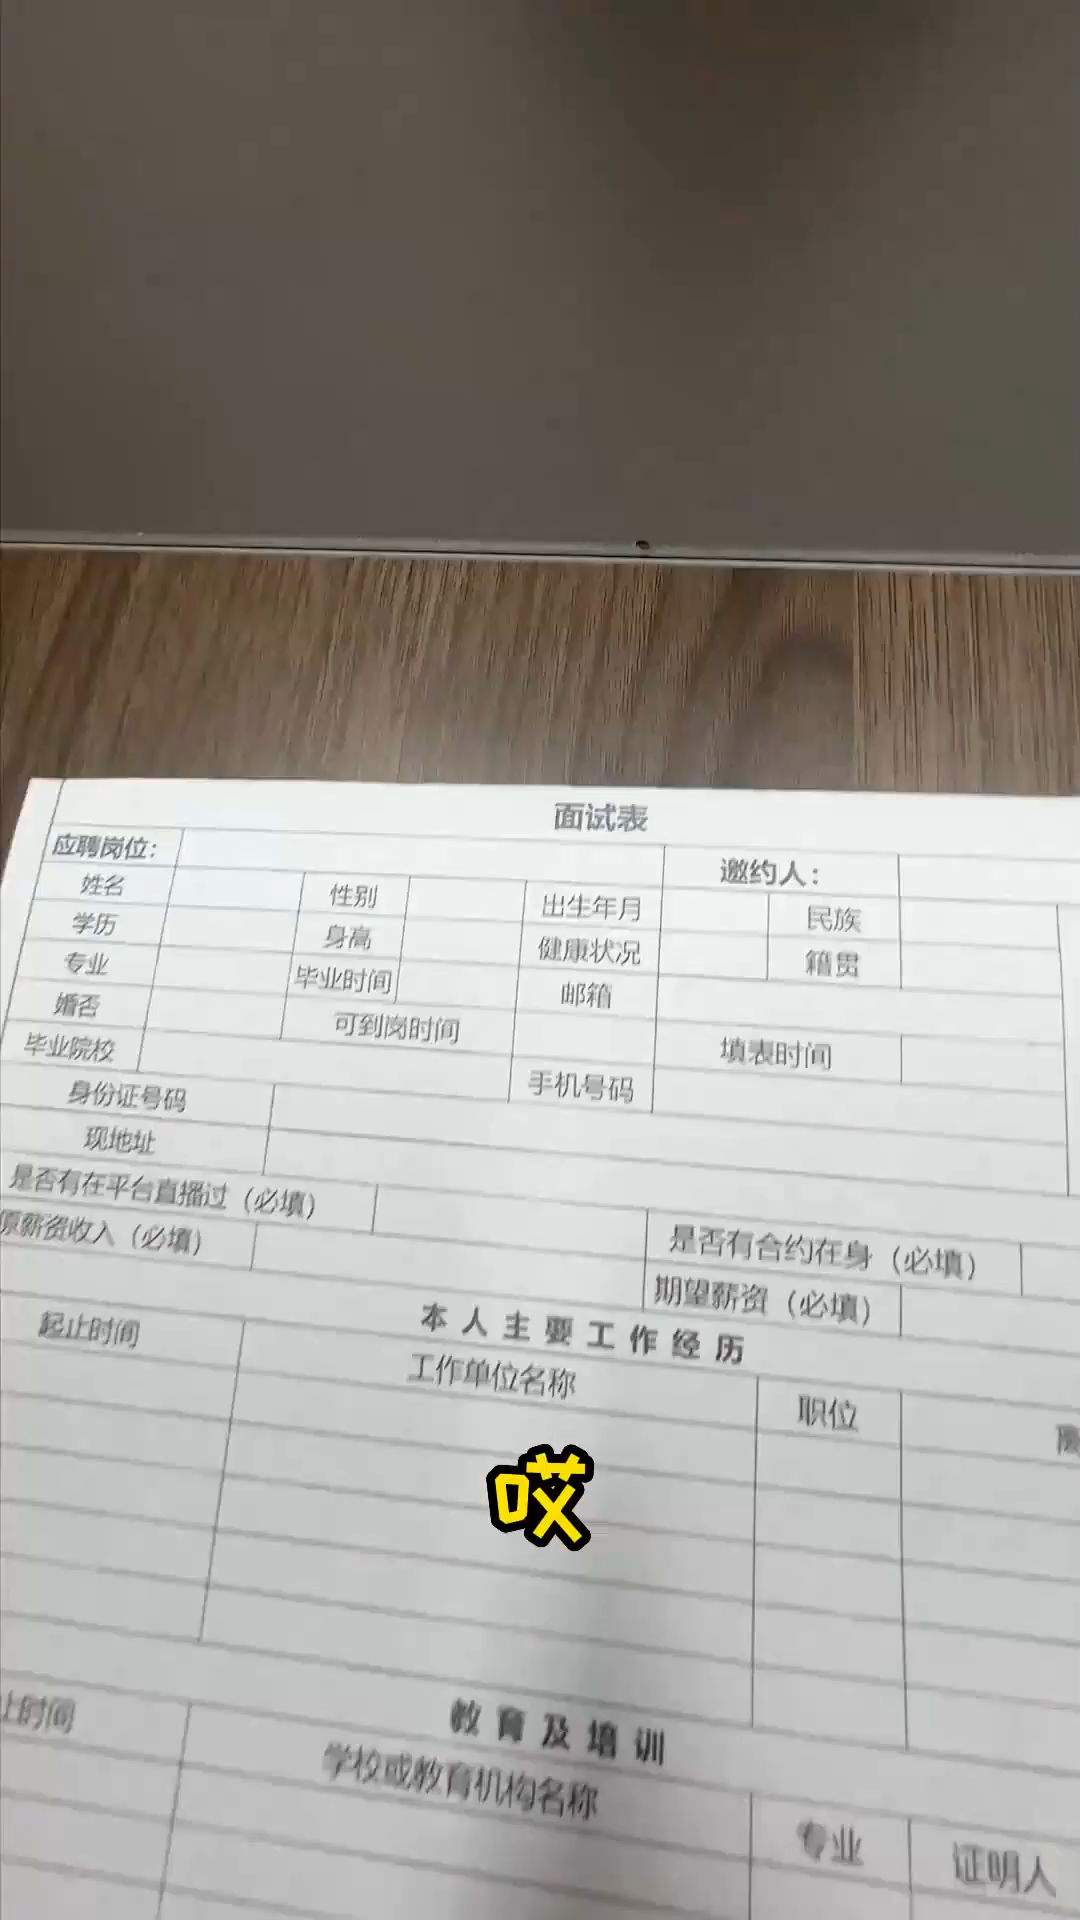 面试表
应聘岗位: 邀约人:
姓名 性别 出生年月 民族
学历 身高 健康状况 籍贯
专业 毕业时间 邮箱
婚否 可到岗时间 填表时间
毕业院校 手机号码
身份证号码
现地址
是否有在平台直播过（必填） 是否有合约在身（必填）
原薪资收入（必填） 期望薪资（必填）
本人主要工作经历
起止时间 工作单位名称 职位
哎
教育及培训
止时间 学校或教育机构名称 专业 证明人